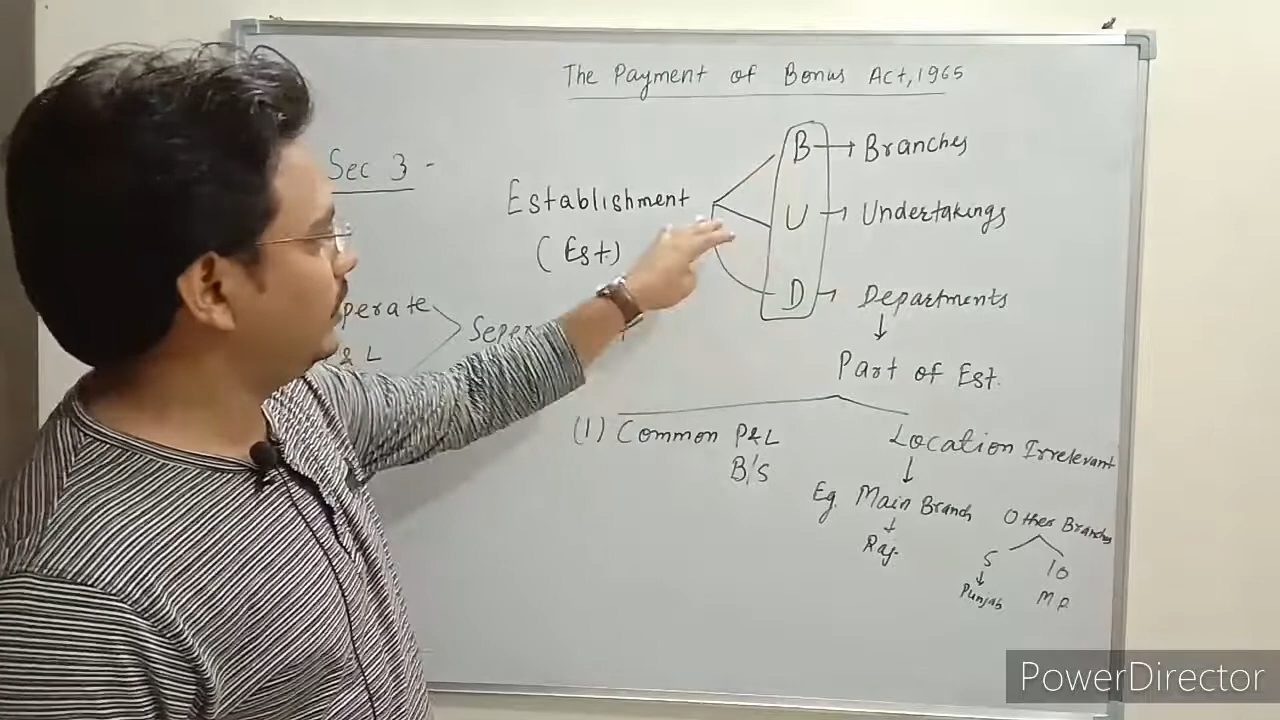 The Payment of Bonus Act, 1965
Sec 3 -
Establishment
(Est)
B → Branches
U → Undertakings
D → Departments
Part of Est.
perate
& L
(1) Common P&L
B/S
Location Irrelevant
Eg. Main Branch
Raj.
Other Branches
5
10
Punjab
MP
PowerDirector